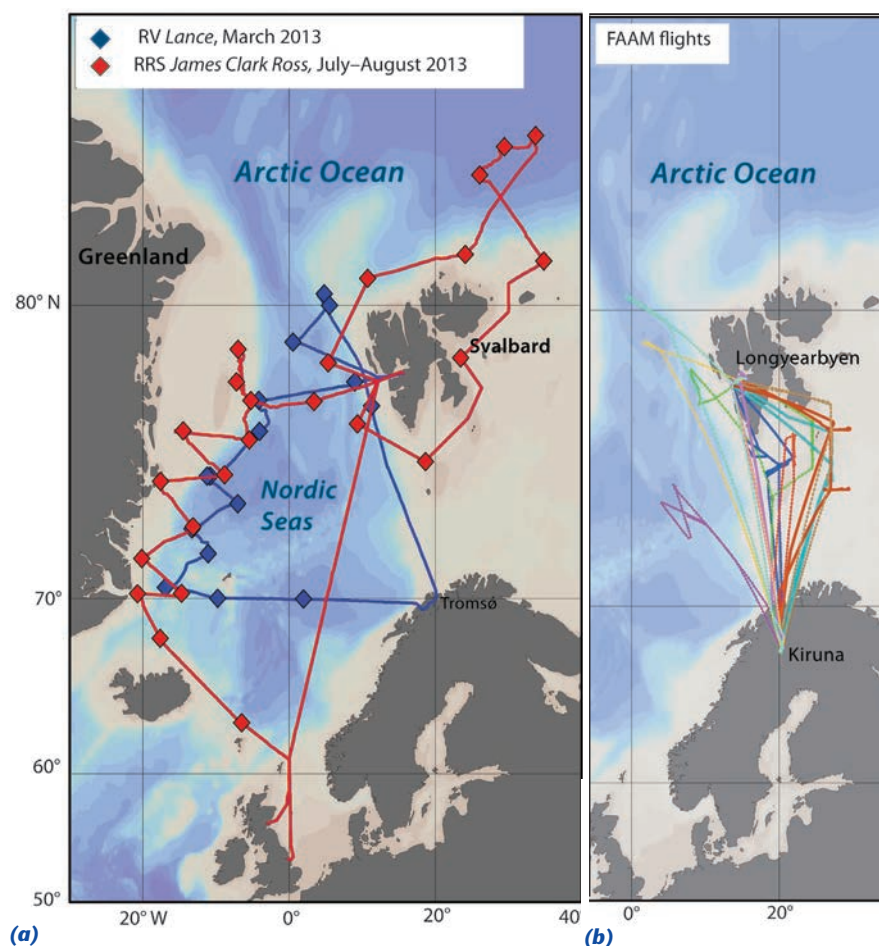 RV Lance, March 2013
RRS James Clark Ross, July–August 2013
Arctic Ocean
Greenland
80° N
Svalbard
Nordic
Seas
70°
Tromsø
60°
50°
20° W
0°
20°
40°
(a)
FAAM flights
Arctic Ocean
Longyearbyen
Kiruna
0°
20°
(b)